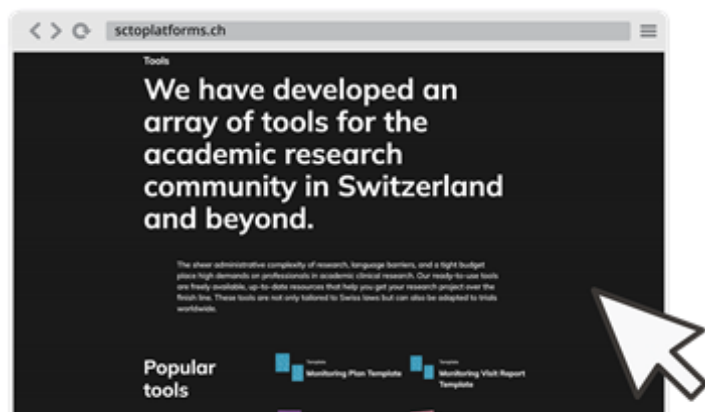 sctoplatforms.ch
Tools
We have developed an
array of tools for the
academic research
community in Switzerland
and beyond.
The sheer administrative complexity of research, language barriers, and a tight budget
place high demands on professionals in academic clinical research. Our ready-to-use tools
are freely available, up-to-date resources that help you get your research project over the
finish line. These tools are not only tailored to Swiss laws but can also be adapted to trials
worldwide.
Popular
tools
Template
Monitoring Plan Template
Template
Monitoring Visit Report
Template